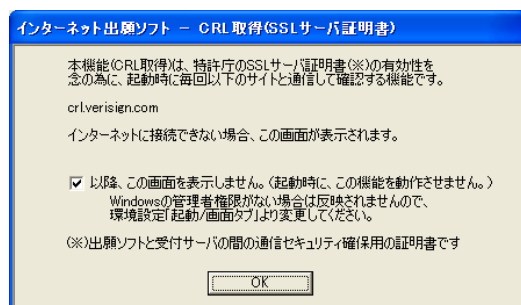 インターネット出願ソフト － CRL取得(SSLサーバ証明書)
本機能(CRL取得)は、特許庁のSSLサーバ証明書(※)の有効性を
念の為に、起動時に毎回以下のサイトと通信して確認する機能です。
crl.verisign.com
インターネットに接続できない場合、この画面が表示されます。
以降、この画面を表示しません。(起動時に、この機能を動作させません。)
Windowsの管理者権限がない場合は反映されませんので、
環境設定「起動/画面タブ」より変更してください。
(※)出願ソフトと受付サーバの間の通信セキュリティ確保用の証明書です
OK